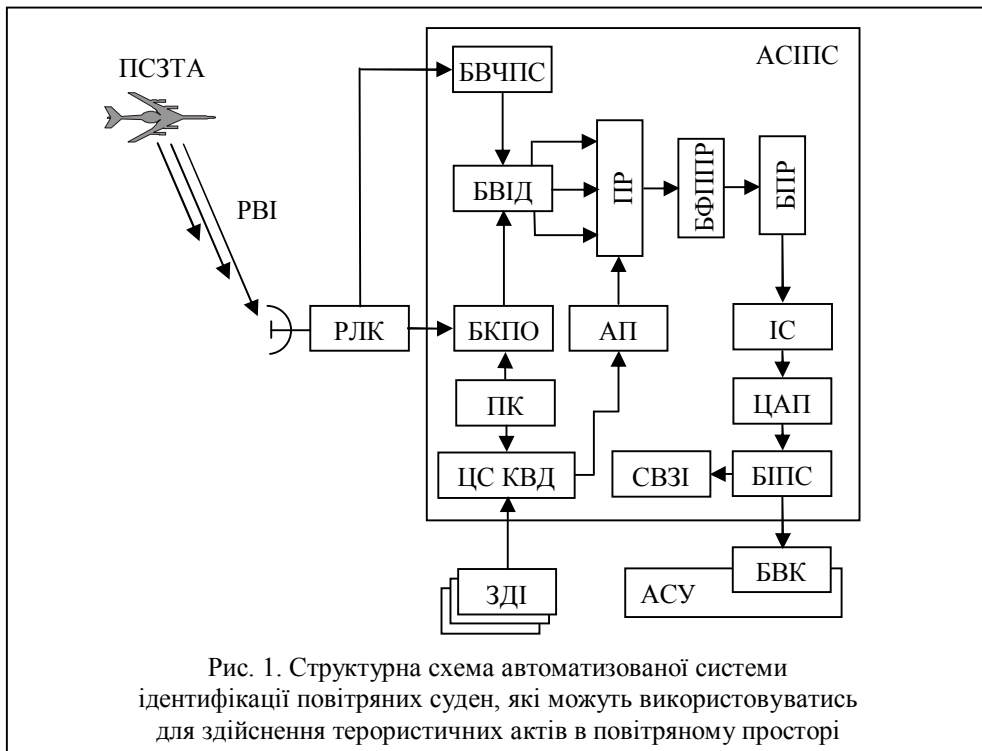 ПСЗТА
АСІПС
БВЧПС
РВІ
БВІД
ПР
БФІППР
БПР
РЛК
БКПО
АП
ІС
ПК
ЦАП
ЦС КВД
СВЗІ
БІПС
ЗДІ
АСУ
БВК
Рис. 1. Структурна схема автоматизованої системи
ідентифікації повітряних суден, які можуть використовуватись
для здійснення терористичних актів в повітряному просторі